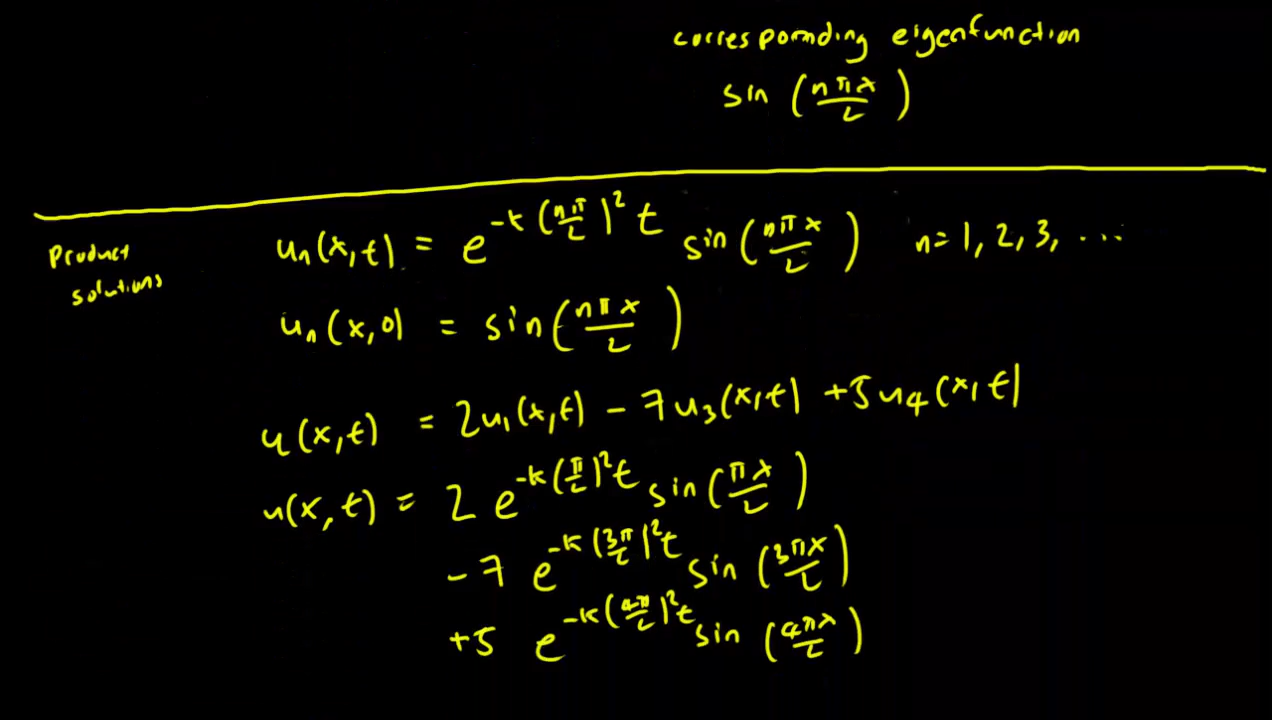 corresponding eigenfunction
sin (nπx/L)
Product
solutions
uₙ(x,t) = e^{-k(nπ/L)²t} sin(nπx/L) n=1, 2, 3, ...
uₙ(x,0) = sin(nπx/L)
u(x,t) = 2u₁(x,t) - 7u₃(x,t) + 5u₄(x,t)
u(x,t) = 2 e^{-k(π/L)²t} sin(πx/L)
-7 e^{-k(3π/L)²t} sin(3πx/L)
+5 e^{-k(4π/L)²t} sin(4πx/L)